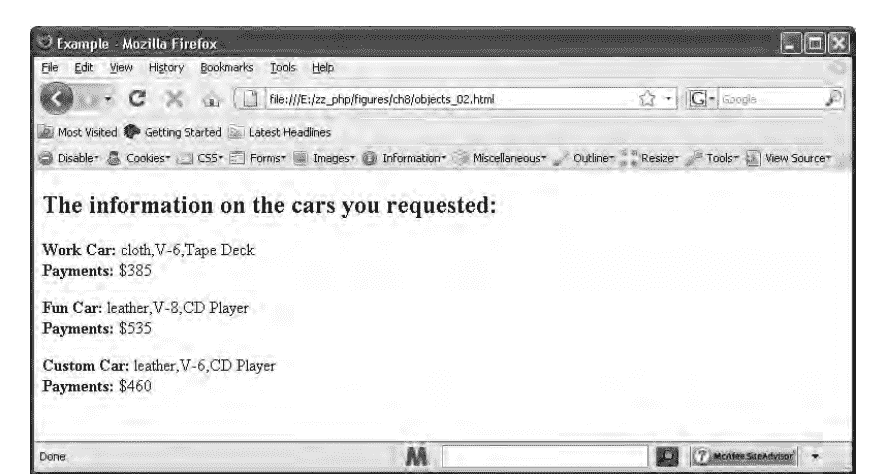 Example - Mozilla Firefox
File Edit View History Bookmarks Tools Help
file:///E:/zz_php/figures/ch8/objects_02.html
G Google
Most Visited Getting Started Latest Headlines
Disable Cookies CSS Forms Images Information Miscellaneous Outline Resize Tools View Source
The information on the cars you requested:
Work Car: cloth,V-6,Tape Deck
Payments: $385
Fun Car: leather,V-8,CD Player
Payments: $535
Custom Car: leather,V-6,CD Player
Payments: $460
Done
McAfee SiteAdvisor